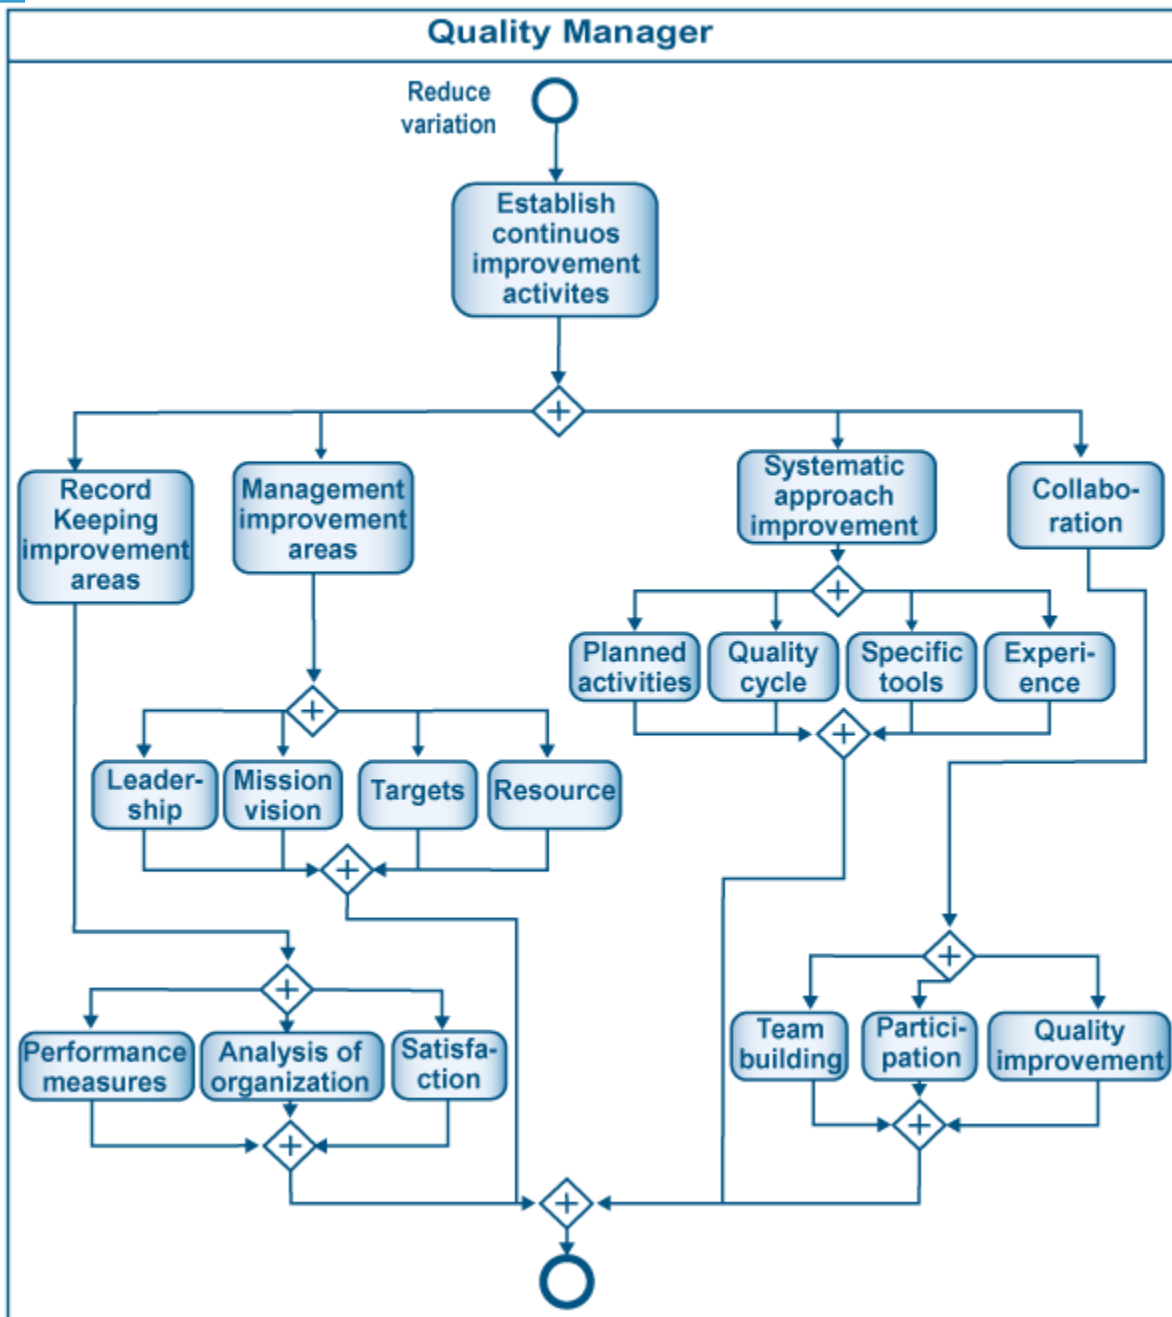 Quality Manager
Reduce
variation
Establish
continuos
improvement
activites
Record
Keeping
improvement
areas
Management
improvement
areas
Systematic
approach
improvement
Collabo-
ration
Planned
activities
Quality
cycle
Specific
tools
Experi-
ence
Leader-
ship
Mission
vision
Targets
Resource
Performance
measures
Analysis of
organization
Satisfa-
ction
Team
building
Partici-
pation
Quality
improvement